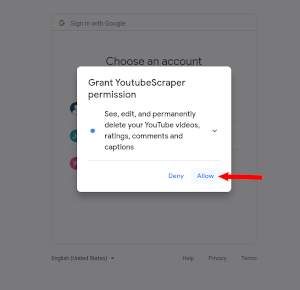 Sign in with Google
Choose an account
Grant YoutubeScraper
permission
See, edit, and permanently
delete your YouTube videos,
ratings, comments and
captions
Deny Allow
English (United States) Help Privacy Terms